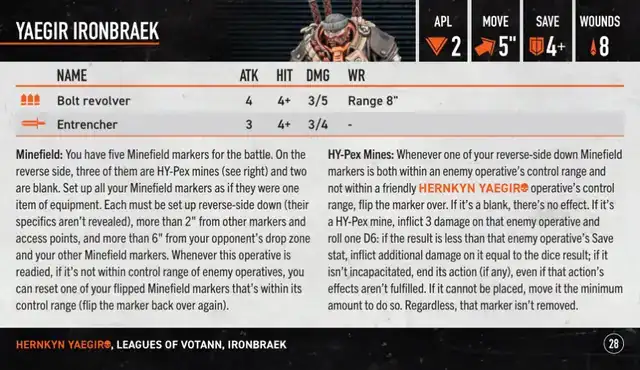 YAEGIR IRONBRAEK
APL
2
MOVE
5"
SAVE
4+
WOUNDS
8
NAME ATK HIT DMG WR
Bolt revolver 4 4+ 3/5 Range 8"
Entrencher 3 4+ 3/4 -
Minefield: You have five Minefield markers for the battle. On the
reverse side, three of them are HY-Pex mines (see right) and two
are blank. Set up all your Minefield markers as if they were one
item of equipment. Each must be set up reverse-side down (their
specifics aren't revealed), more than 2" from other markers and
access points, and more than 6" from your opponent's drop zone
and your other Minefield markers. Whenever this operative is
readied, if it's not within control range of enemy operatives, you
can reset one of your flipped Minefield markers that's within its
control range (flip the marker back over again).
HY-Pex Mines: Whenever one of your reverse-side down Minefield
markers is both within an enemy operative's control range and
not within a friendly HERNKYN YAEGIR operative's control
range, flip the marker over. If it's a blank, there's no effect. If it's
a HY-Pex mine, inflict 3 damage on that enemy operative and
roll one D6: if the result is less than that enemy operative's Save
stat, inflict additional damage on it equal to the dice result; if it
isn't incapacitated, end its action (if any), even if that action's
effects aren't fulfilled. If it cannot be placed, move it the minimum
amount to do so. Regardless, that marker isn't removed.
HERNKYN YAEGIR, LEAGUES OF VOTANN, IRONBRAEK
28